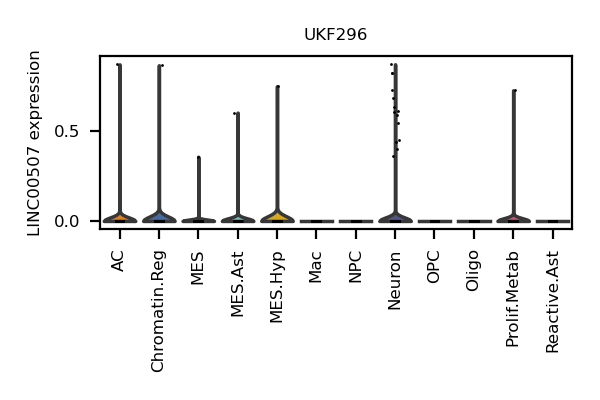 UKF296
LINC00507 expression
0.5
0.0
AC
Chromatin.Reg
MES
MES.Ast
MES.Hyp
Mac
NPC
Neuron
OPC
Oligo
Prolif.Metab
Reactive.Ast